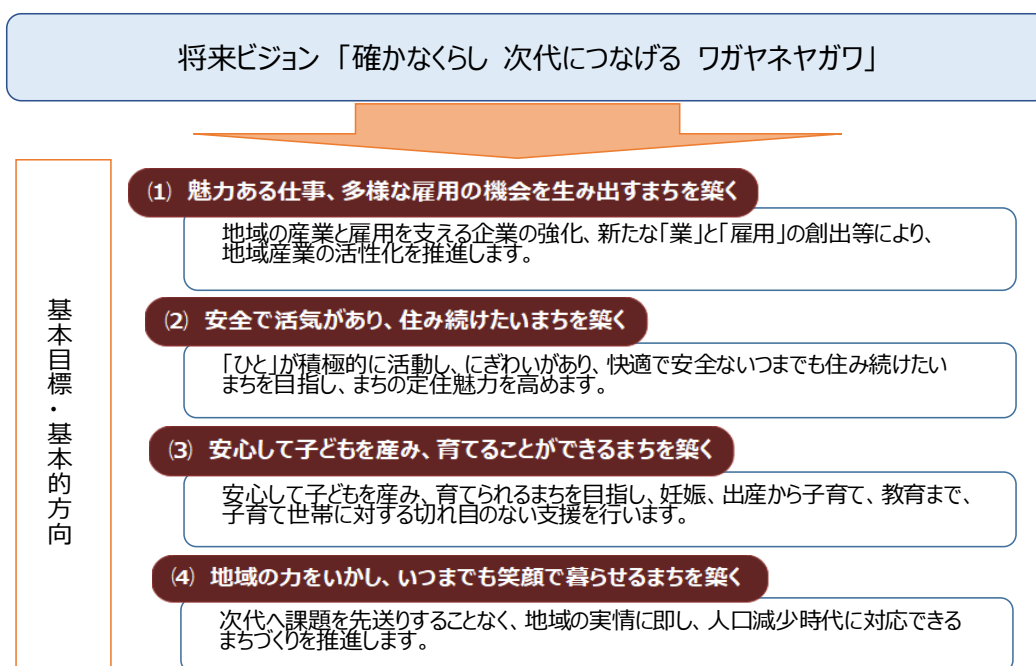 将来ビジョン 「確かなくらし 次代につなげる ワガヤネヤガワ」
基本目標・基本的方向
⑴ 魅力ある仕事、多様な雇用の機会を生み出すまちを築く
地域の産業と雇用を支える企業の強化、新たな「業」と「雇用」の創出等により、
地域産業の活性化を推進します。
⑵ 安全で活気があり、住み続けたいまちを築く
「ひと」が積極的に活動し、にぎわいがあり、快適で安全ないつまでも住み続けたい
まちを目指し、まちの定住魅力を高めます。
⑶ 安心して子どもを産み、育てることができるまちを築く
安心して子どもを産み、育てられるまちを目指し、妊娠、出産から子育て、教育まで、
子育て世帯に対する切れ目のない支援を行います。
⑷ 地域の力をいかし、いつまでも笑顔で暮らせるまちを築く
次代へ課題を先送りすることなく、地域の実情に即し、人口減少時代に対応できる
まちづくりを推進します。